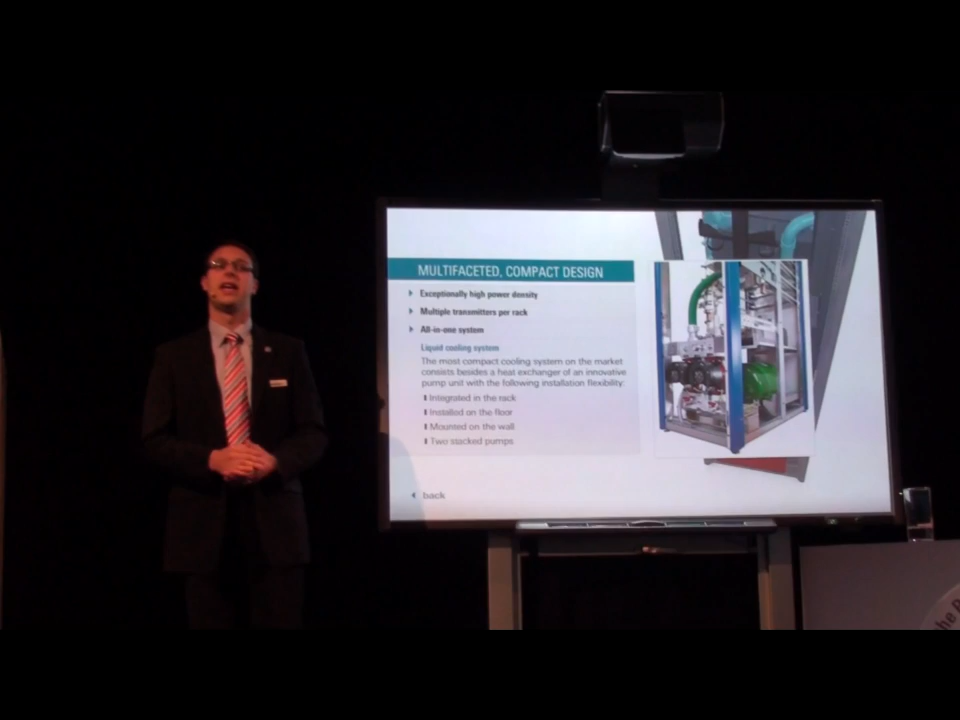 MULTIFACETED, COMPACT DESIGN
Exceptionally high power density
Multiple transmitters per rack
All-in-one system
Liquid cooling system
The most compact cooling system on the market
consists besides a heat exchanger of an innovative
pump unit with the following installation flexibility:
Integrated in the rack
Installed on the floor
Mounted on the wall
Two stacked pumps
back
he